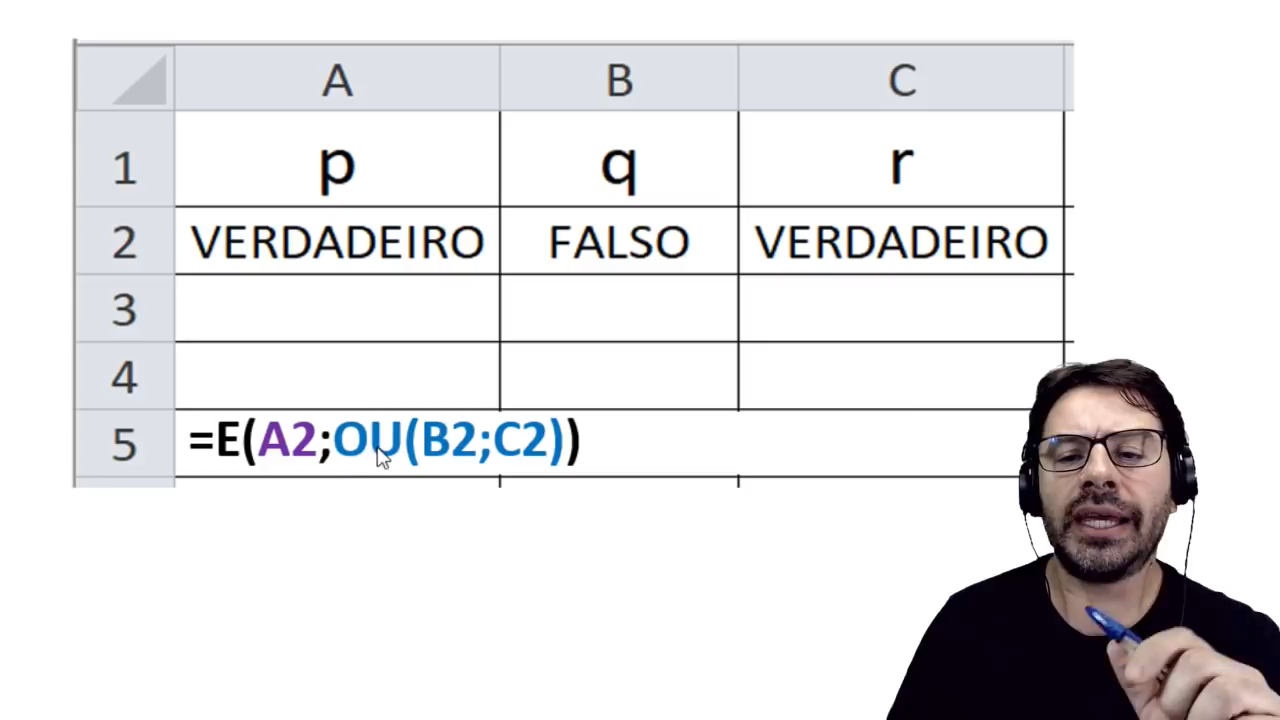 A B C
1 p q r
2 VERDADEIRO FALSO VERDADEIRO
3
4
5 =E(A2;OU(B2;C2))